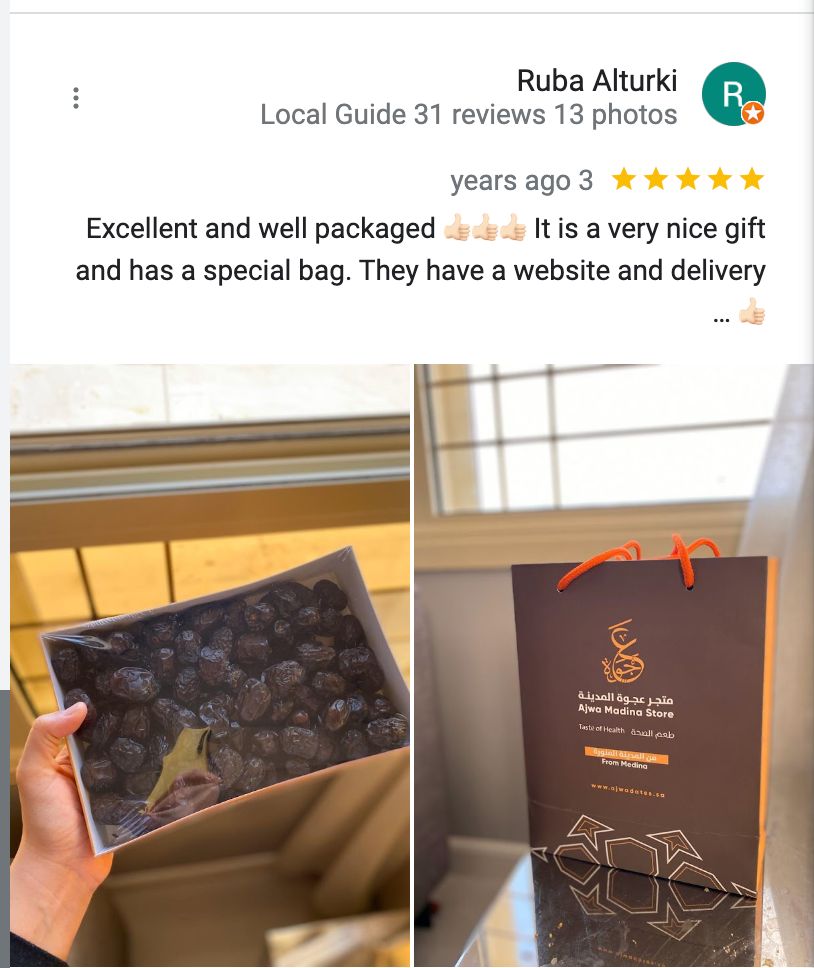 Ruba Alturki
Local Guide 31 reviews 13 photos
R
years ago 3
Excellent and well packaged 👍🏻👍🏻👍🏻 It is a very nice gift
and has a special bag. They have a website and delivery
... 👍🏻
عجوة
متجر عجوة المدينة
Ajwa Madina Store
Taste of Health طعم الصحة
من المدينة المنورة
From Medina
www.ajwadates.sa